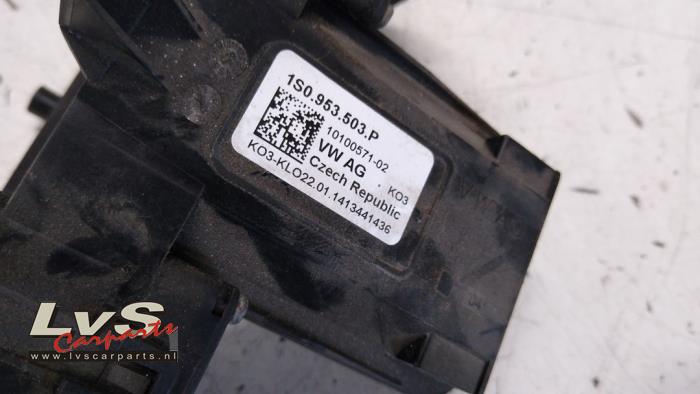 1S0.953.503.P
10100571-02
VW AG . KO3
Czech Republic
KO3-KLO22.01.1413441436
LvS
Carparts
www.lvscarparts.nl